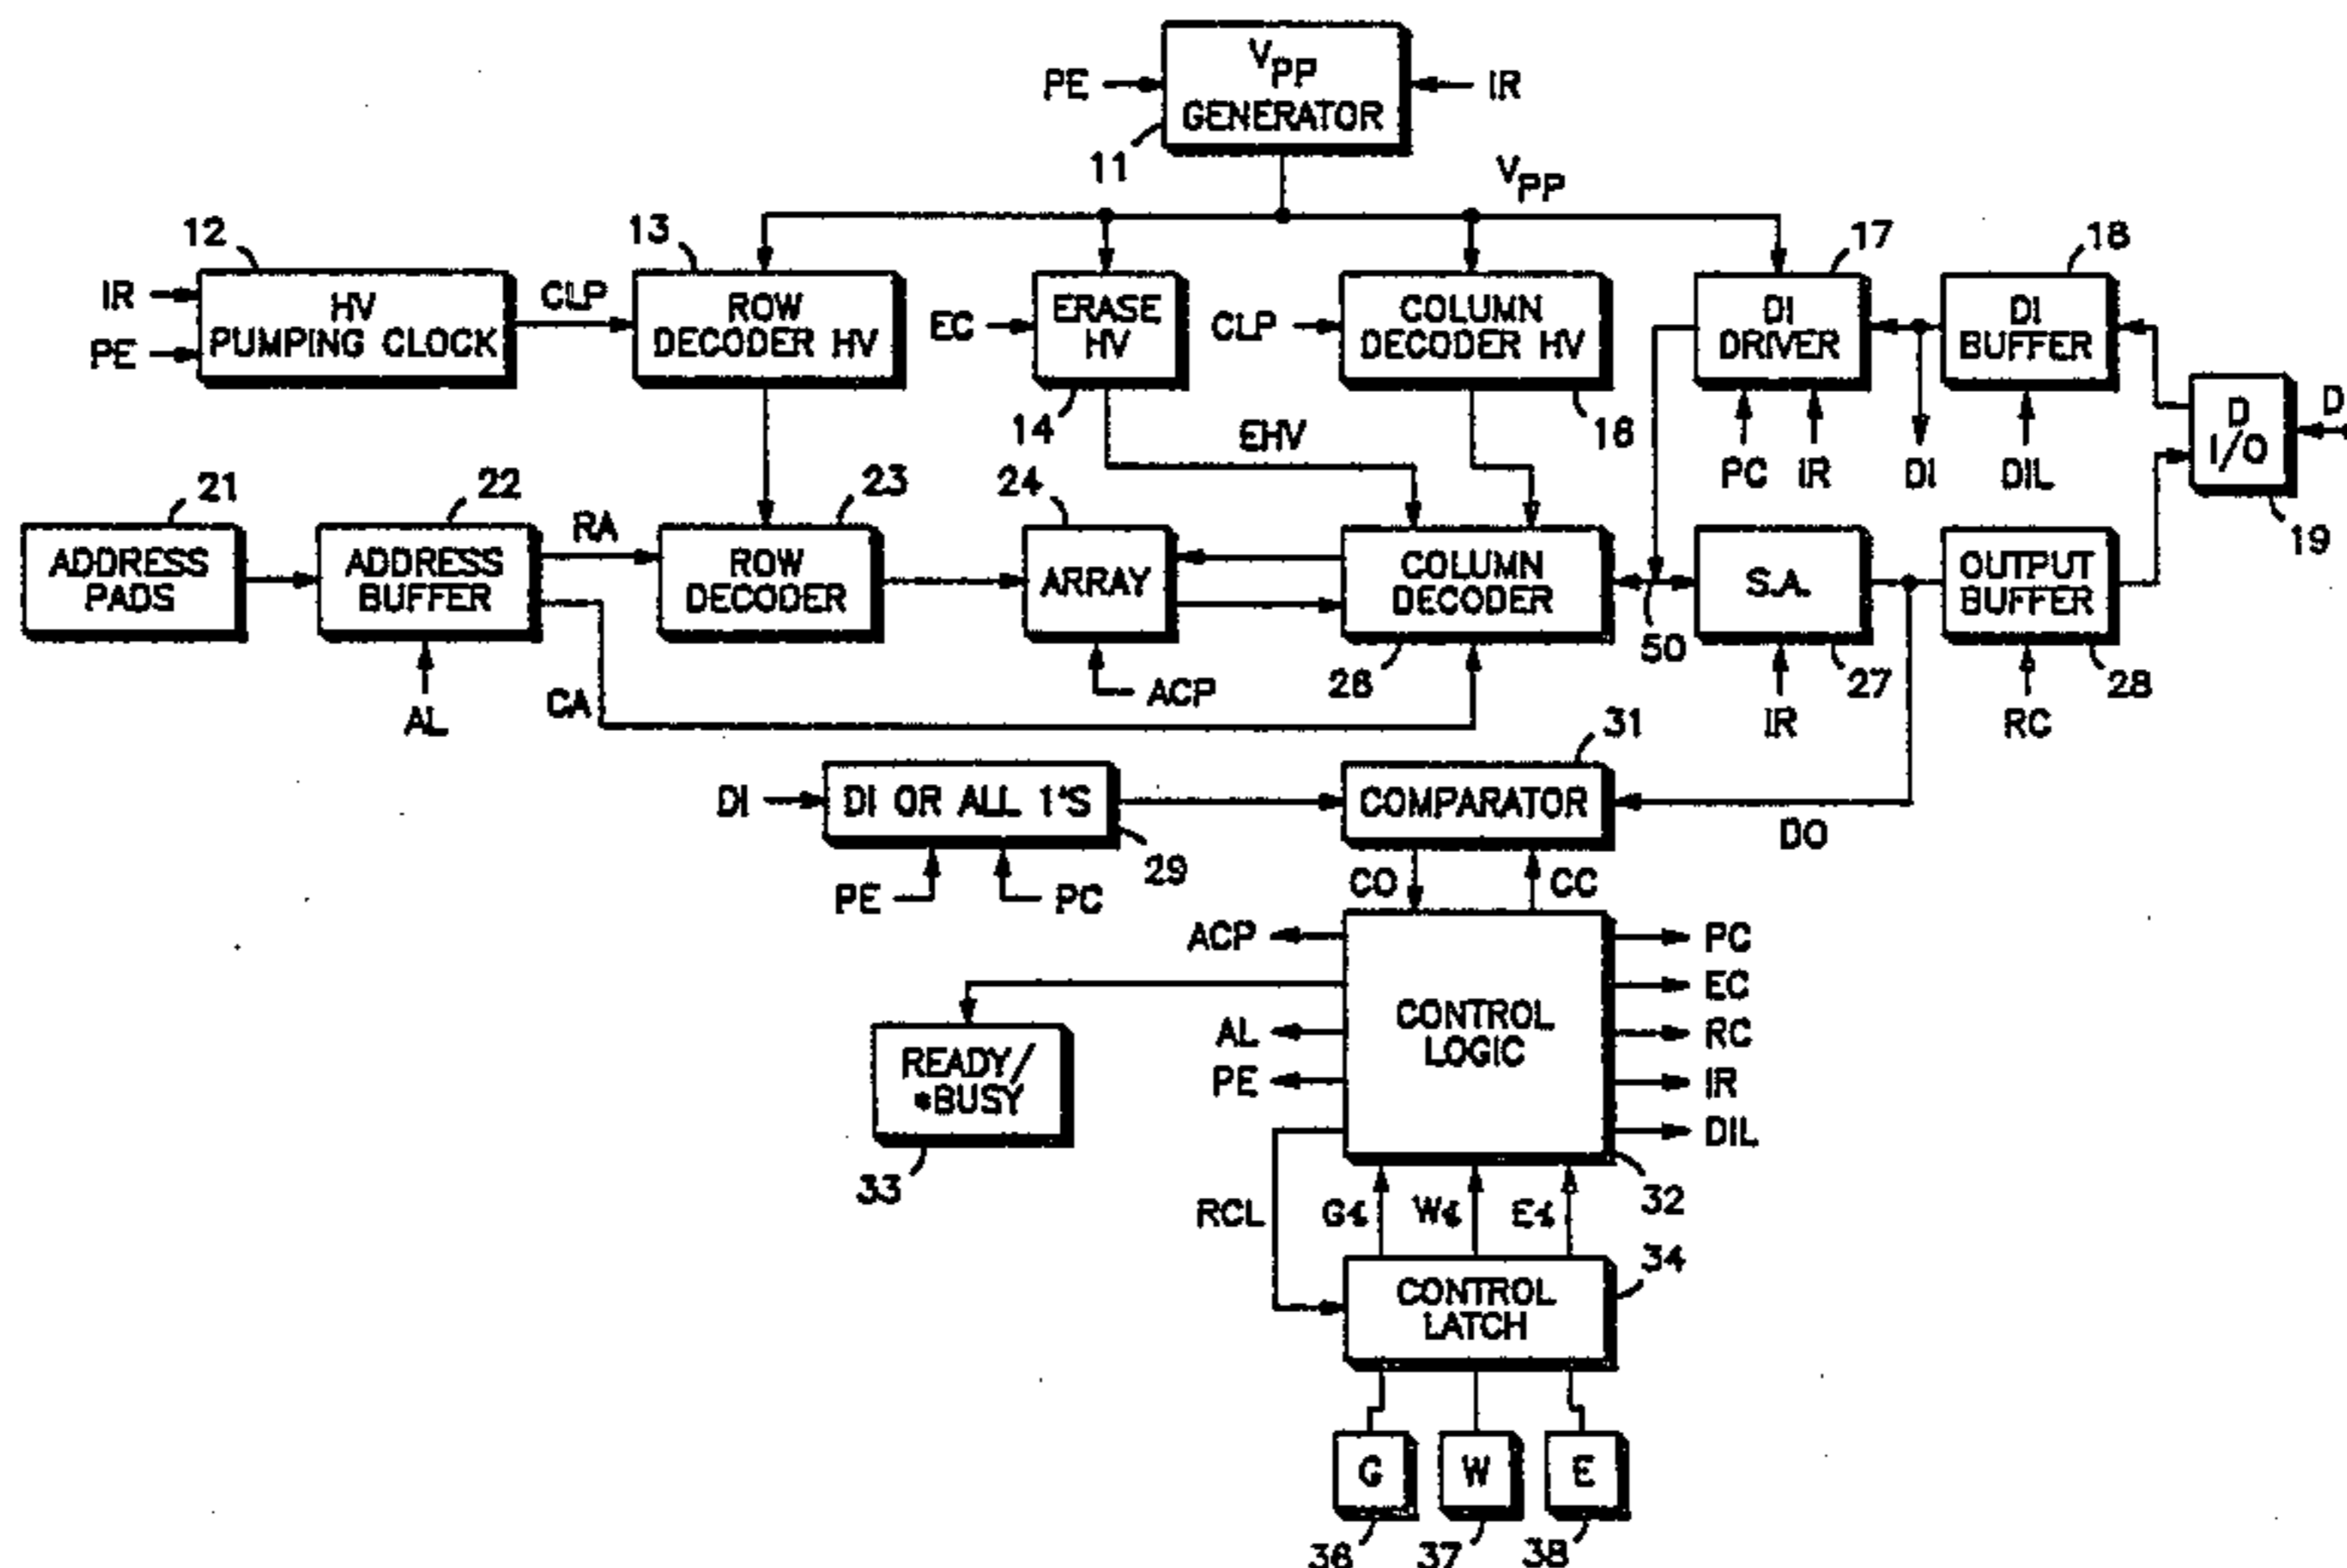 V
PP
GENERATOR
PE
IR
11
V
PP
12
13
17
18
IR
PE
HV
PUMPING CLOCK
CLP
ROW
DECODER HV
EC
ERASE
HV
CLP
COLUMN
DECODER HV
DI
DRIVER
DI
BUFFER
D
I/O
D
14
EHV
16
PC
IR
DI
DIL
19
21
22
23
24
ADDRESS
PADS
ADDRESS
BUFFER
RA
ROW
DECODER
ARRAY
COLUMN
DECODER
50
S.A.
OUTPUT
BUFFER
AL
CA
ACP
26
IR
27
RC
28
31
DI
DI OR ALL 1'S
COMPARATOR
DO
29
PE
PC
CO
CC
ACP
PC
EC
AL
CONTROL
LOGIC
RC
PE
IR
DIL
READY/
*BUSY
33
32
RCL
G4
W4
E4
34
CONTROL
LATCH
G
W
E
36
37
38